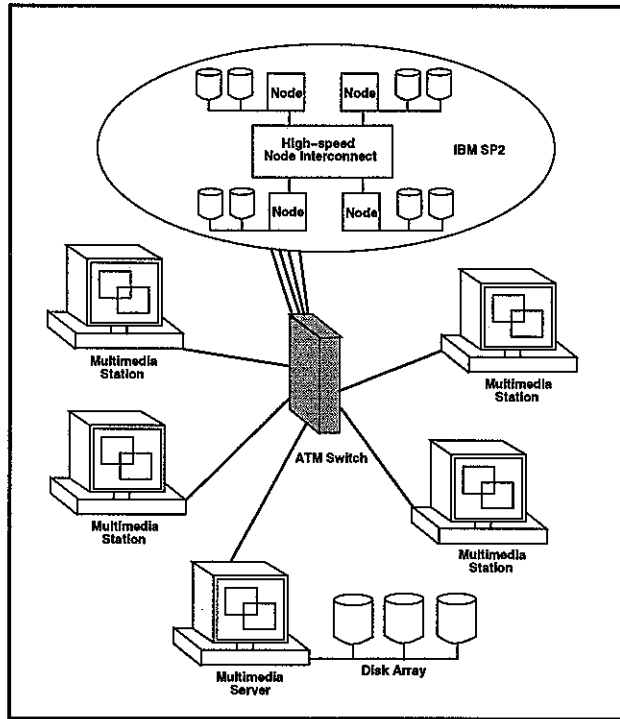 Node
Node
High-speed
Node Interconnect
IBM SP2
Node
Node
Multimedia
Station
Multimedia
Station
ATM Switch
Multimedia
Station
Multimedia
Station
Multimedia
Server
Disk Array